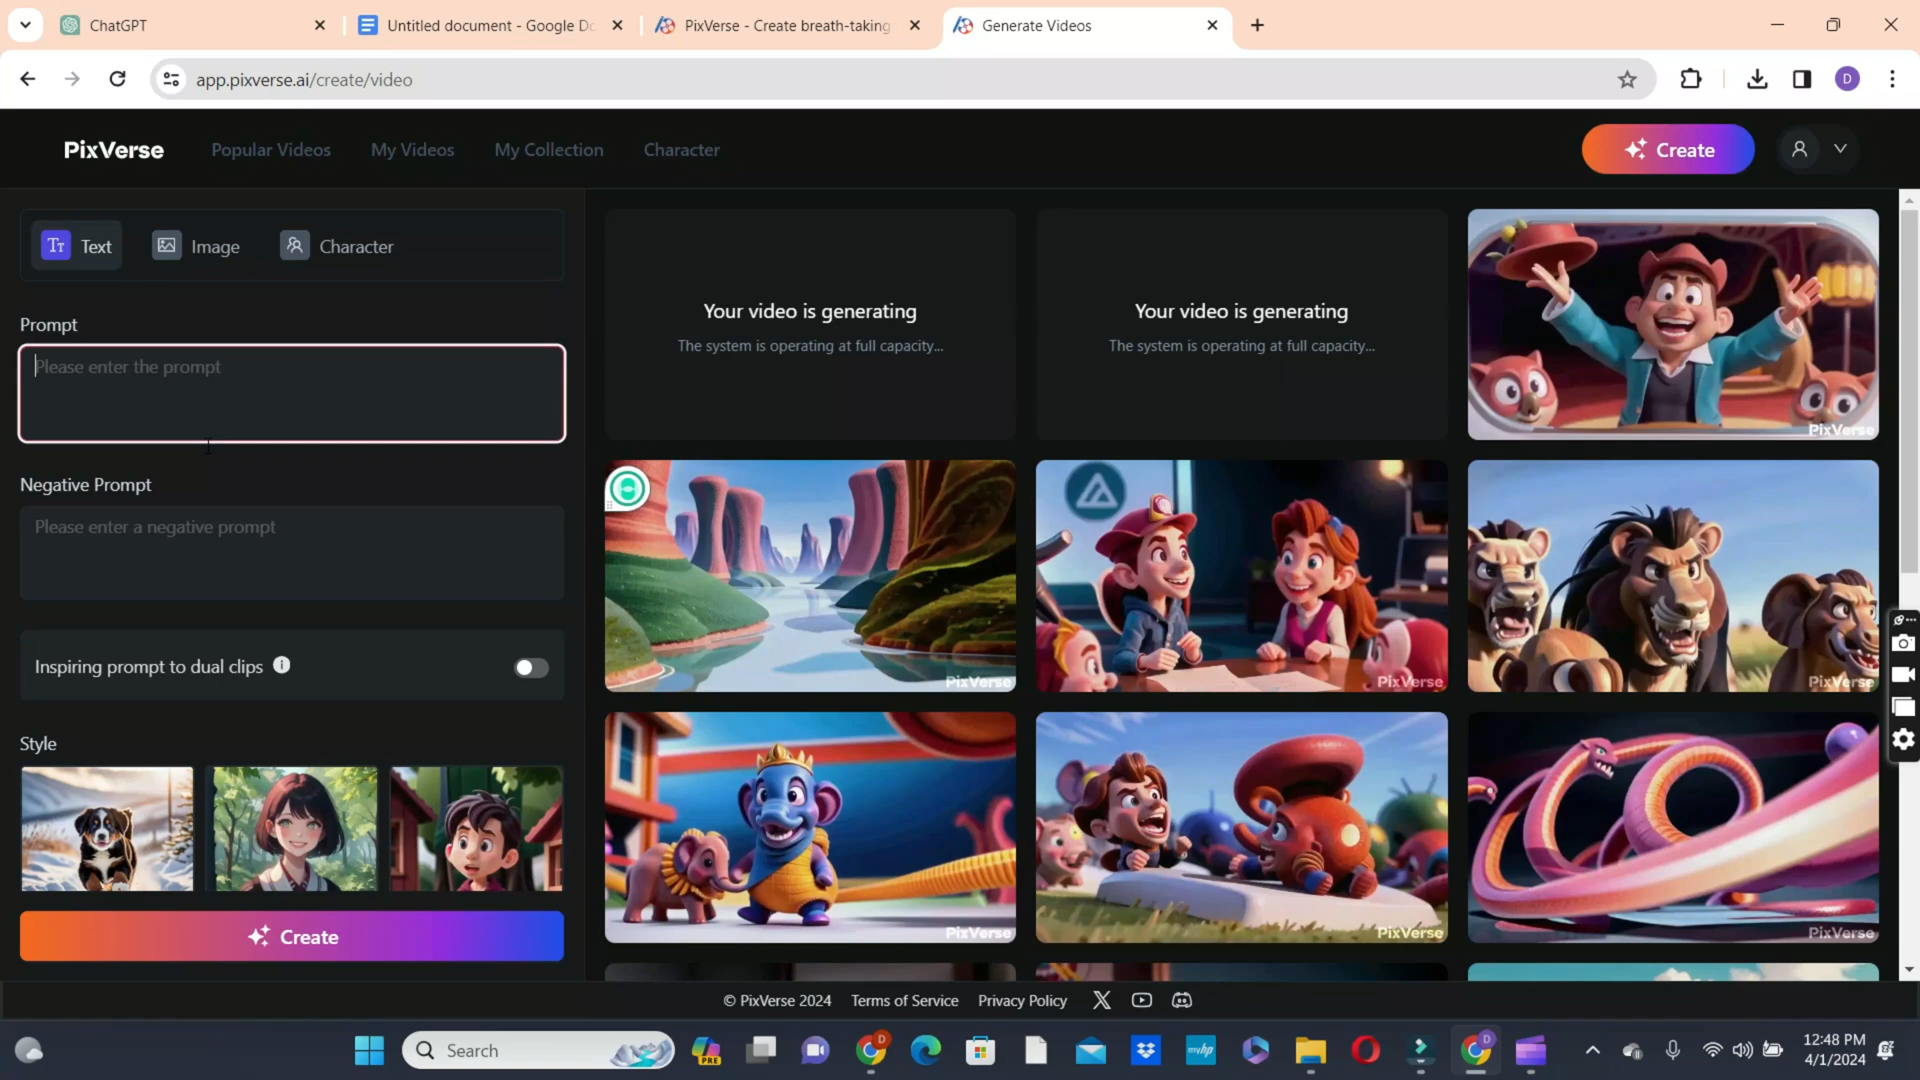 ChatGPT
Untitled document - Google Dc
PixVerse - Create breath-taking
Generate Videos
app.pixverse.ai/create/video
PixVerse
Popular Videos
My Videos
My Collection
Character
Create
D
Text
Image
Character
Prompt
Please enter the prompt
Negative Prompt
Please enter a negative prompt
Inspiring prompt to dual clips
Style
Create
Your video is generating
The system is operating at full capacity...
Your video is generating
The system is operating at full capacity...
PixVerse
PixVerse
PixVerse
PixVerse
PixVerse
PixVerse
PixVerse
© PixVerse 2024
Terms of Service
Privacy Policy
Search
PRE
12:48 PM
4/1/2024